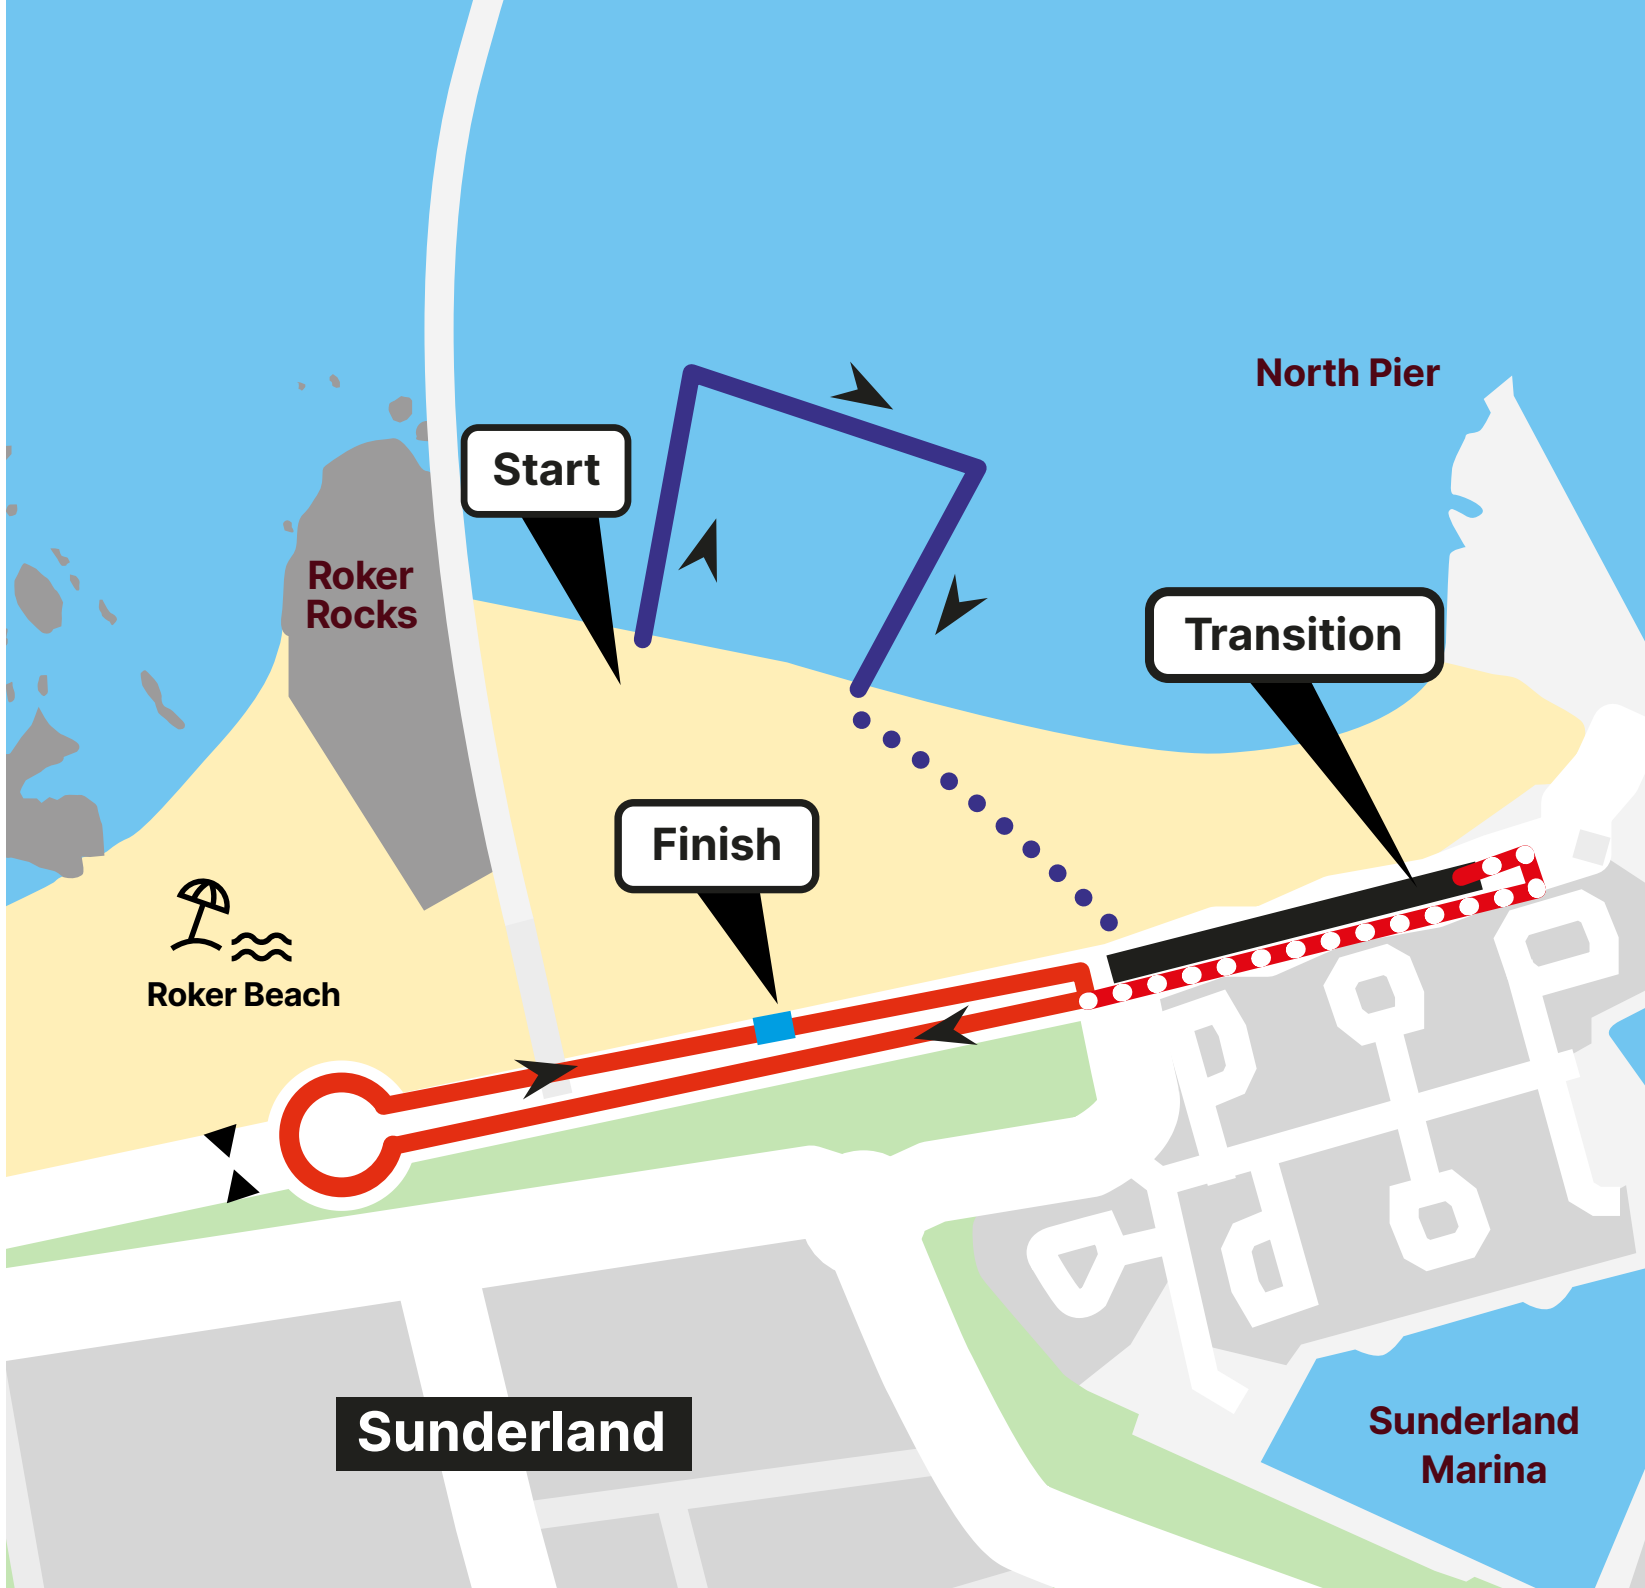 North Pier
Start
Roker
Rocks
Transition
Finish
Roker Beach
Sunderland
Sunderland
Marina